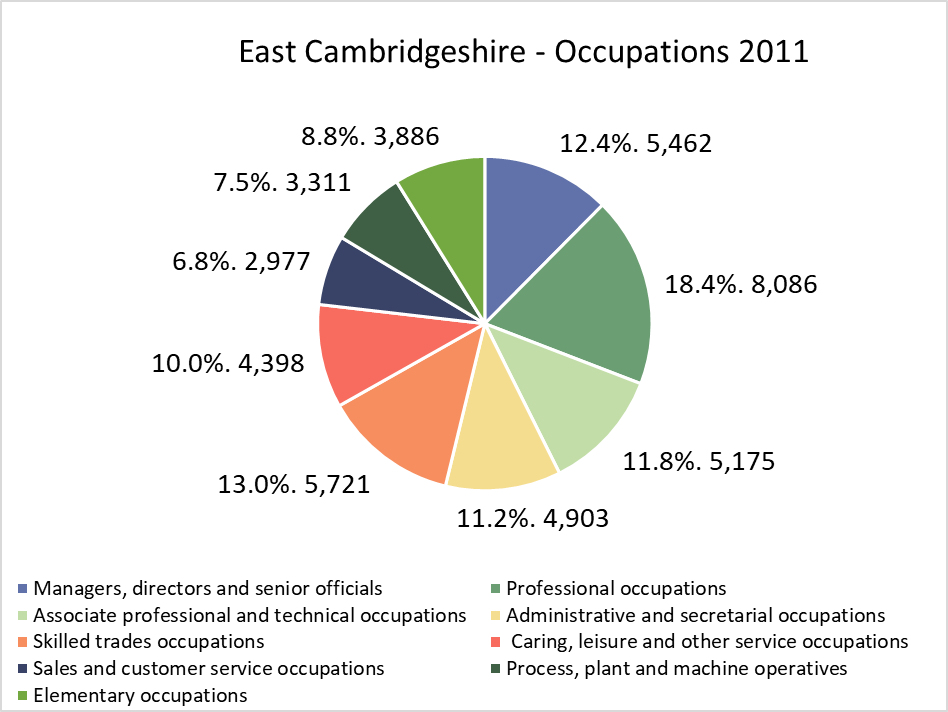 East Cambridgeshire - Occupations 2011
8.8%. 3,886
12.4%. 5,462
7.5%. 3,311
6.8%. 2,977
18.4%. 8,086
10.0%. 4,398
11.8%. 5,175
13.0%. 5,721
11.2%. 4,903
Managers, directors and senior officials
Professional occupations
Associate professional and technical occupations
Administrative and secretarial occupations
Skilled trades occupations
Caring, leisure and other service occupations
Sales and customer service occupations
Process, plant and machine operatives
Elementary occupations